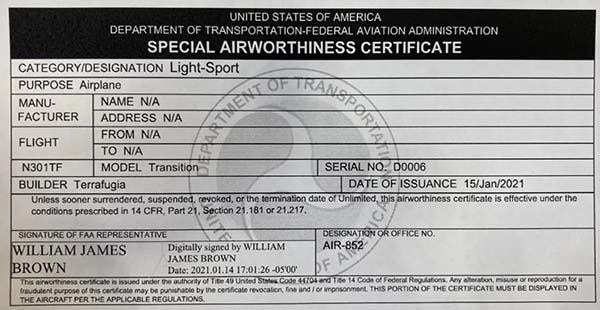 UNITED STATES OF AMERICA
DEPARTMENT OF TRANSPORTATION-FEDERAL AVIATION ADMINISTRATION
SPECIAL AIRWORTHINESS CERTIFICATE
CATEGORY/DESIGNATION Light-Sport
PURPOSE Airplane
MANU-
FACTURER
NAME N/A
ADDRESS N/A
FLIGHT
FROM N/A
TO N/A
N301TF MODEL Transition SERIAL NO. D0006
BUILDER Terrafugia DATE OF ISSUANCE 15/Jan/2021
Unless sooner surrendered, suspended, revoked, or the termination date of Unlimited, this airworthiness certificate is effective under the
conditions prescribed in 14 CFR, Part 21, Section 21.181 or 21.217.
SIGNATURE OF FAA REPRESENTATIVE
WILLIAM JAMES
BROWN
Digitally signed by WILLIAM
JAMES BROWN
Date: 2021.01.14 17:01:26 -05'00'
DESIGNATION OR OFFICE NO.
AIR-852
This airworthiness certificate is issued under the authority of Title 49 United States Code 44704 and Title 14 Code of Federal Regulations. Any alteration, misuse or reproduction for a
fraudulent purpose of this certificate may be punishable by the certificate revocation, fine and / or imprisonment. THIS PORTION OF THE CERTIFICATE MUST BE DISPLAYED IN
THE AIRCRAFT PER THE APPLICABLE REGULATIONS.
DEPARTMENT OF TRANSPORTATION
OF AMERICA